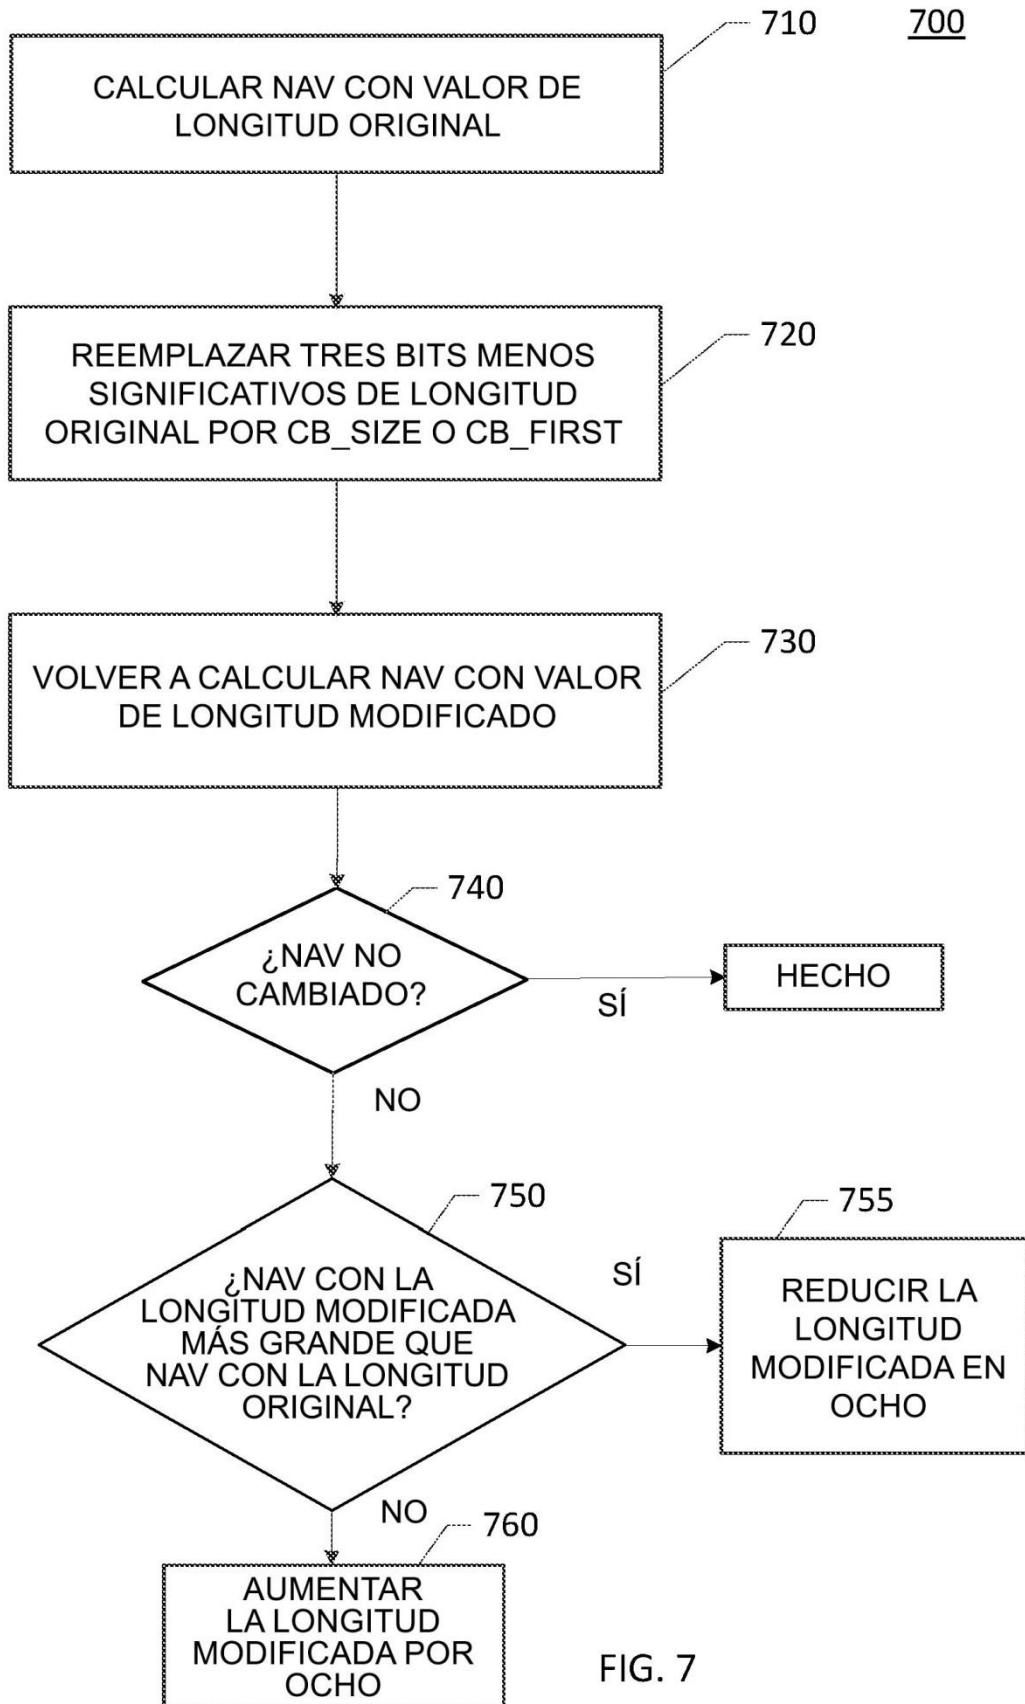 710
700
CALCULAR NAV CON VALOR DE
LONGITUD ORIGINAL
720
REEMPLAZAR TRES BITS MENOS
SIGNIFICATIVOS DE LONGITUD
ORIGINAL POR CB_SIZE O CB_FIRST
730
VOLVER A CALCULAR NAV CON VALOR
DE LONGITUD MODIFICADO
740
¿NAV NO
CAMBIADO?
SÍ
HECHO
NO
750
¿NAV CON LA
LONGITUD MODIFICADA
MÁS GRANDE QUE
NAV CON LA LONGITUD
ORIGINAL?
SÍ
755
REDUCIR LA
LONGITUD
MODIFICADA EN
OCHO
NO
760
AUMENTAR
LA LONGITUD
MODIFICADA POR
OCHO
FIG. 7